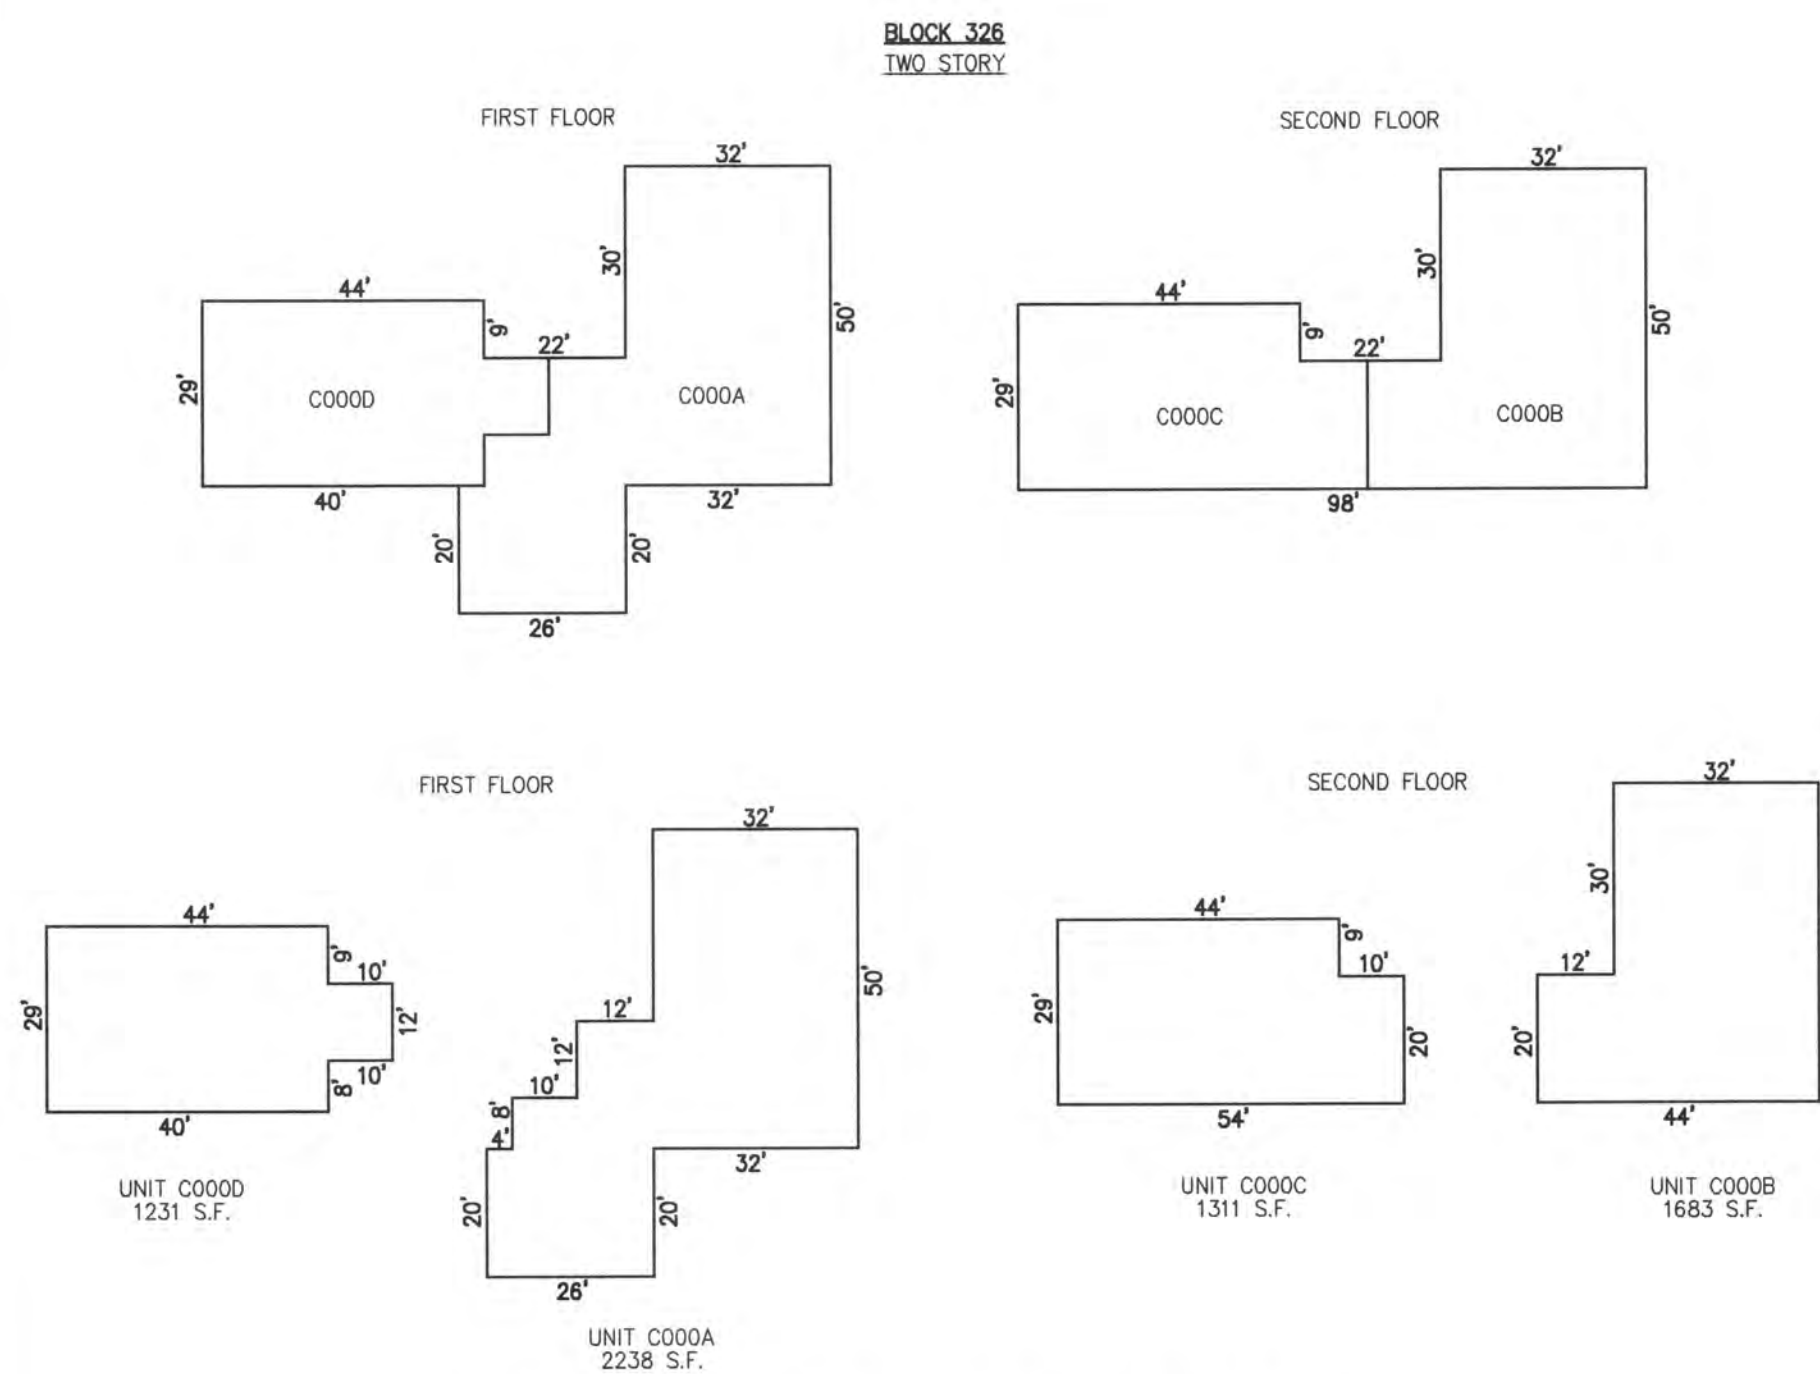 BLOCK 326
TWO STORY
FIRST FLOOR
32'
30'
50'
44'
9'
22'
29'
C000D
C000A
40'
32'
20'
20'
26'
SECOND FLOOR
32'
30'
50'
44'
9'
22'
29'
C000C
C000B
98'
FIRST FLOOR
44'
9'
10'
29'
12'
10'
8'
40'
UNIT C000D
1231 S.F.
32'
50'
12'
12'
10'
8'
4'
32'
20'
20'
26'
UNIT C000A
2238 S.F.
SECOND FLOOR
44'
9'
10'
29'
20'
54'
UNIT C000C
1311 S.F.
32'
30'
12'
20'
44'
UNIT C000B
1683 S.F.